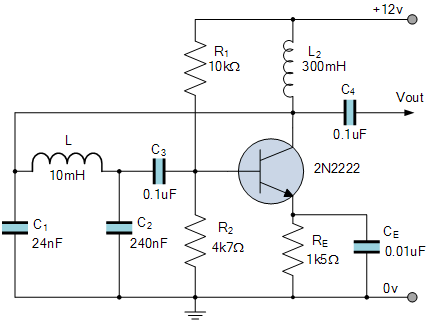 +12v
R1
10kΩ
L2
300mH
C4
Vout
0.1uF
L
10mH
C3
0.1uF
2N2222
C1
24nF
C2
240nF
R2
4k7Ω
RE
1k5Ω
CE
0.01uF
0v